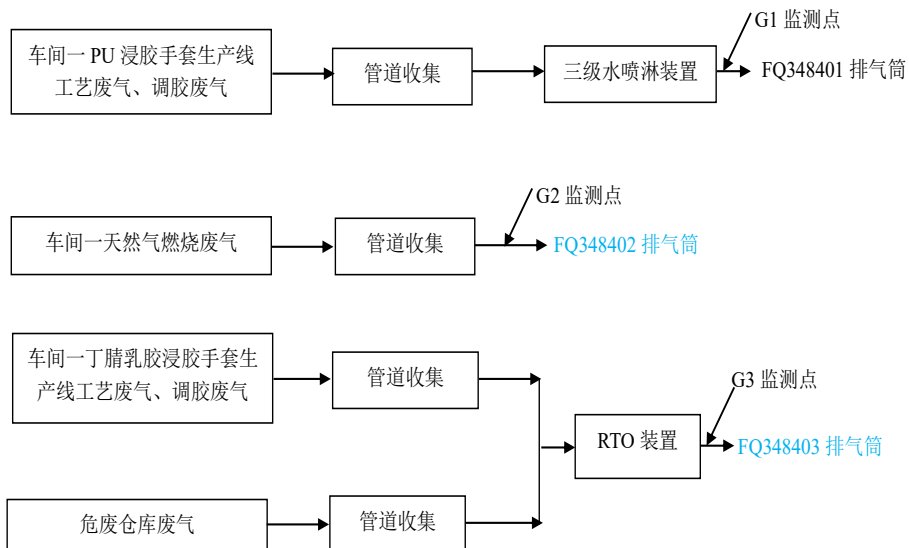 G1 监测点
车间一 PU 浸胶手套生产线
工艺废气、调胶废气
管道收集
三级水喷淋装置
FQ348401 排气筒
G2 监测点
车间一天然气燃烧废气
管道收集
FQ348402 排气筒
车间一丁腈乳胶浸胶手套生
产线工艺废气、调胶废气
管道收集
G3 监测点
RTO 装置
FQ348403 排气筒
危废仓库废气
管道收集